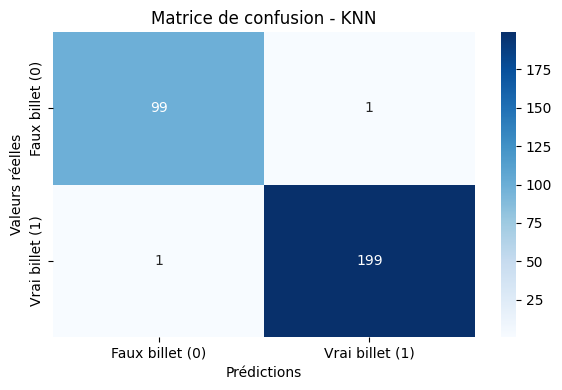 Matrice de confusion - KNN
Valeurs réelles
Faux billet (0)
Vrai billet (1)
99
1
1
199
Faux billet (0)
Vrai billet (1)
Prédictions
175
150
125
100
75
50
25